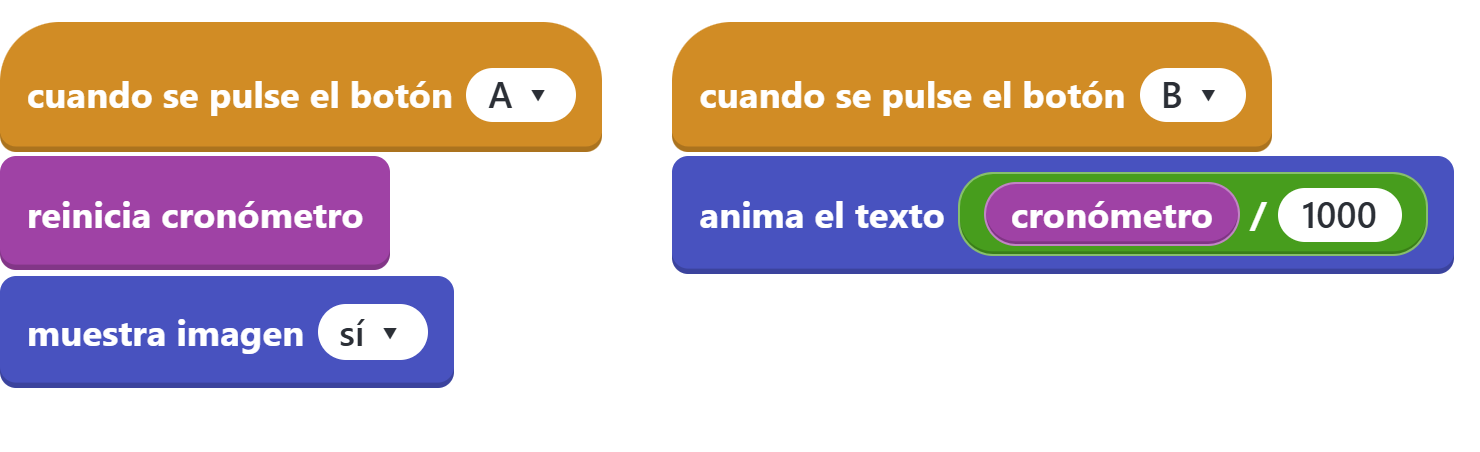 cuando se pulse el botón A
reinicia cronómetro
muestra imagen sí
cuando se pulse el botón B
anima el texto cronómetro / 1000